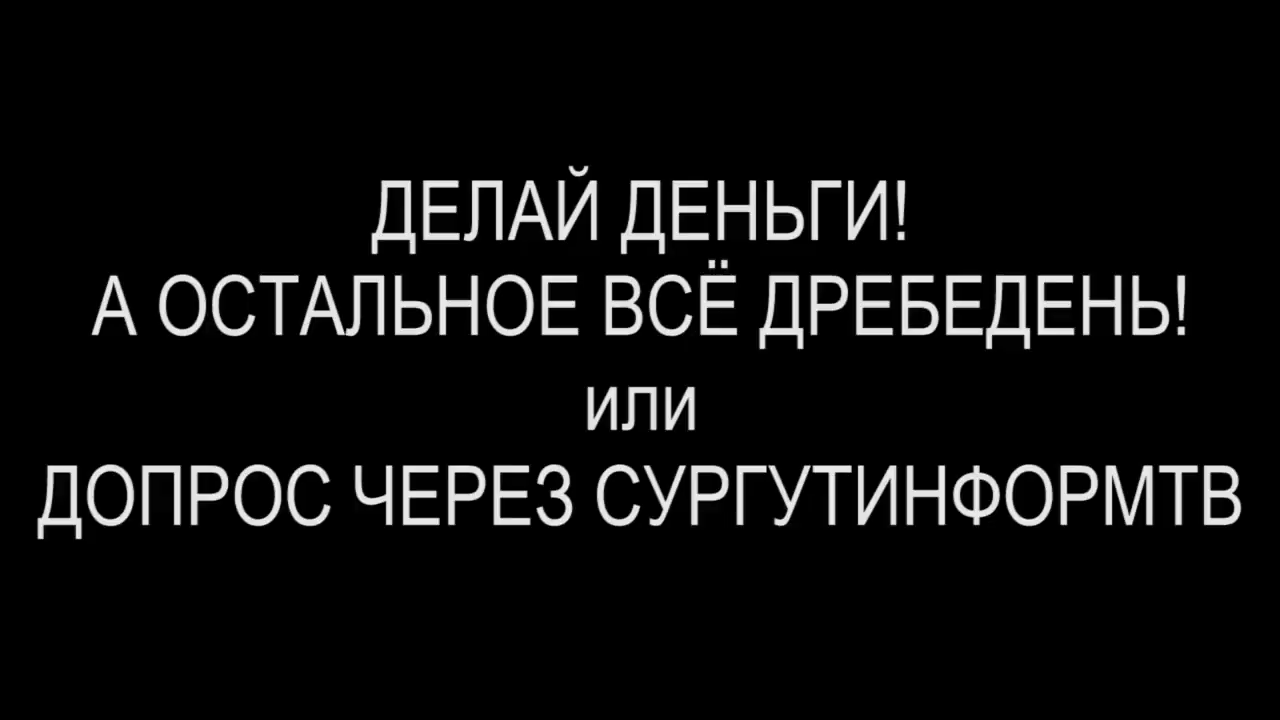 ДЕЛАЙ ДЕНЬГИ!
А ОСТАЛЬНОЕ ВСЁ ДРЕБЕДЕНЬ!
или
ДОПРОС ЧЕРЕЗ СУРГУТИНФОРМТВ